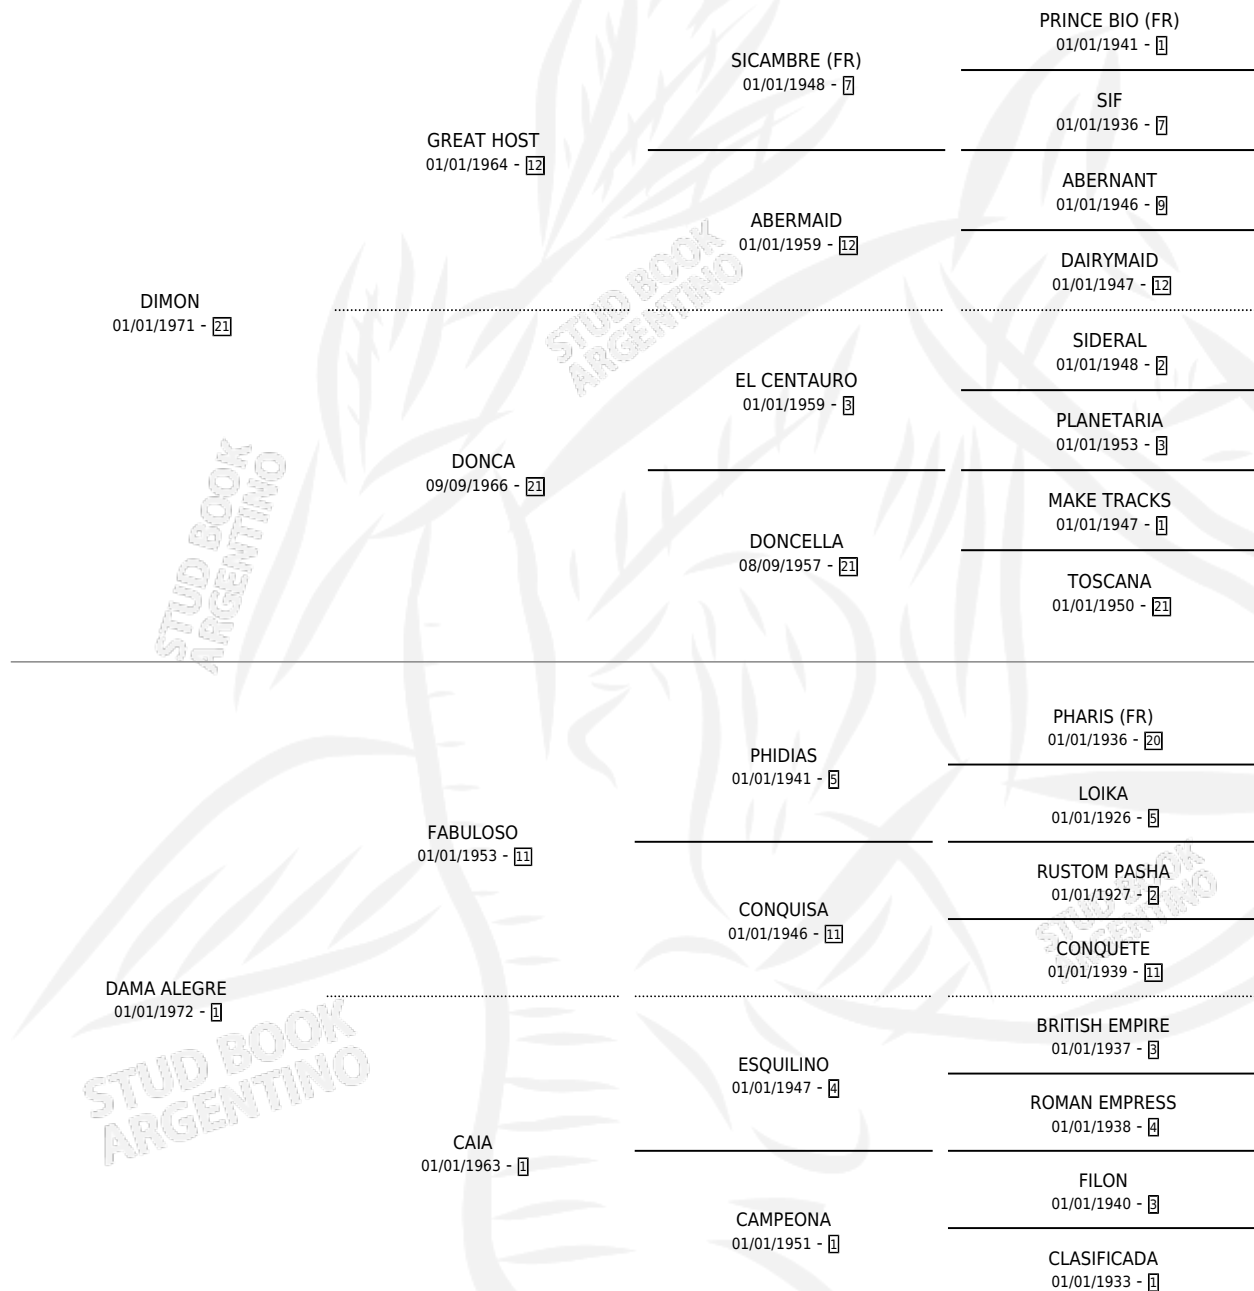 PRINCE BIO (FR)
01/01/1941 - 1
SICAMBRE (FR)
01/01/1948 - 7
SIF
01/01/1936 - 7
GREAT HOST
01/01/1964 - 12
ABERNANT
01/01/1946 - 9
ABERMAID
01/01/1959 - 12
DAIRYMAID
01/01/1947 - 12
DIMON
01/01/1971 - 21
STUD BOOK
ARGENTINO
SIDERAL
01/01/1948 - 2
EL CENTAURO
01/01/1959 - 3
PLANETARIA
01/01/1953 - 3
DONCA
09/09/1966 - 21
MAKE TRACKS
01/01/1947 - 1
DONCELLA
08/09/1957 - 21
TOSCANA
01/01/1950 - 21
STUD BOOK
ARGENTINO
PHARIS (FR)
01/01/1936 - 20
PHIDIAS
01/01/1941 - 5
LOIKA
01/01/1926 - 5
FABULOSO
01/01/1953 - 11
RUSTOM PASHA
01/01/1927 - 2
CONQUISA
01/01/1946 - 11
CONQUETE
01/01/1939 - 11
STUD BOOK
ARGENTINO
DAMA ALEGRE
01/01/1972 - 1
BRITISH EMPIRE
01/01/1937 - 3
ESQUILINO
01/01/1947 - 4
ROMAN EMPRESS
01/01/1938 - 4
STUD BOOK
ARGENTINO
CAIA
01/01/1963 - 1
FILON
01/01/1940 - 3
CAMPEONA
01/01/1951 - 1
CLASIFICADA
01/01/1933 - 1